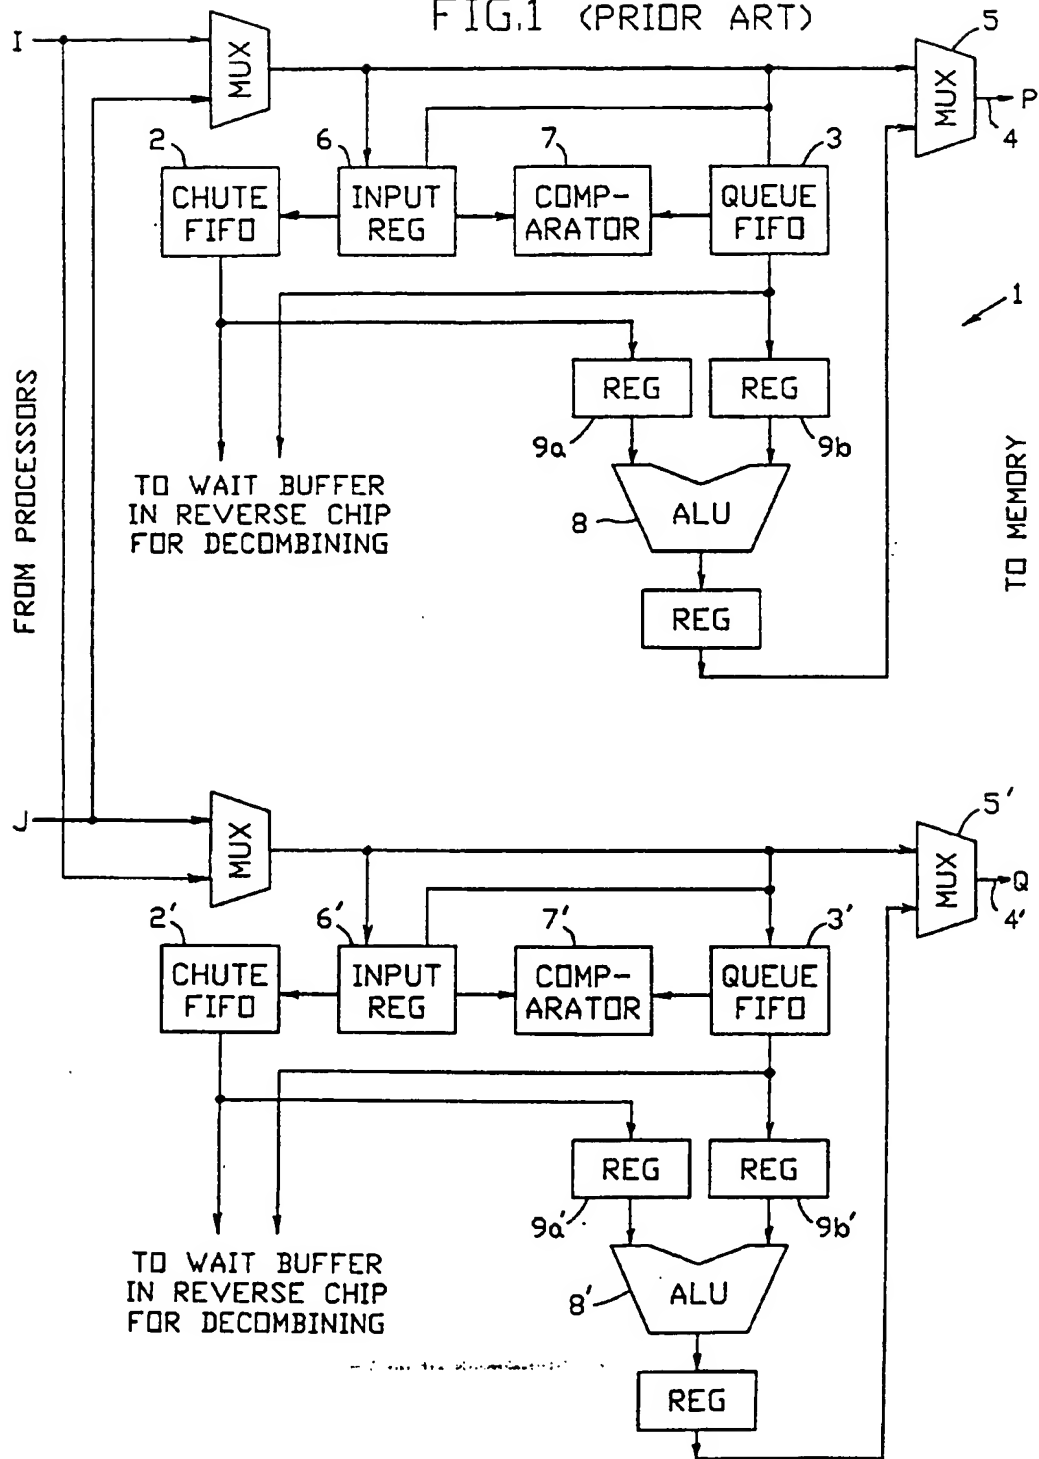 FIG.1 (PRIOR ART)
I
MUX
5
MUX
P
4
2
6
7
3
CHUTE
FIFO
INPUT
REG
COMP-
ARATOR
QUEUE
FIFO
1
FROM PROCESSORS
REG
REG
9a
9b
TO WAIT BUFFER
IN REVERSE CHIP
FOR DECOMBINING
8
ALU
TO MEMORY
REG
J
MUX
5'
MUX
Q
4'
2'
6'
7'
3'
CHUTE
FIFO
INPUT
REG
COMP-
ARATOR
QUEUE
FIFO
REG
REG
9a'
9b'
TO WAIT BUFFER
IN REVERSE CHIP
FOR DECOMBINING
8'
ALU
REG